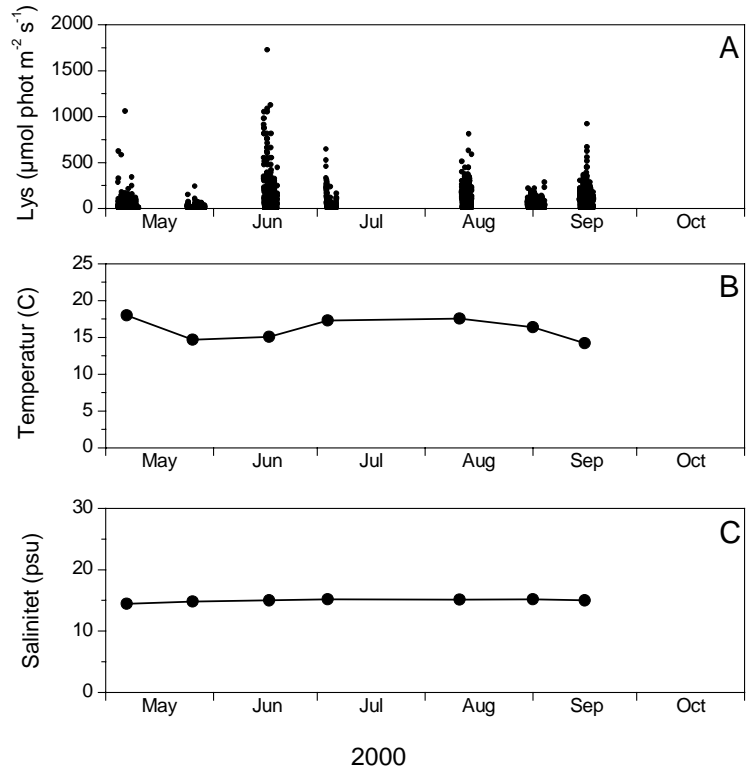 A
Lys (µmol phot m⁻² s⁻¹)
2000
1500
1000
500
0
May Jun Jul Aug Sep Oct
B
Temperatur (C)
25
20
15
10
5
0
May Jun Jul Aug Sep Oct
C
Salinitet (psu)
30
20
10
0
May Jun Jul Aug Sep Oct
2000